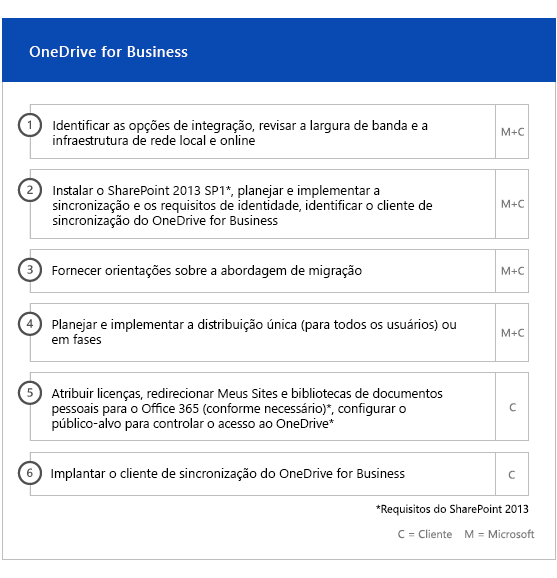 OneDrive for Business
1
Identificar as opções de integração, revisar a largura de banda e a
infraestrutura de rede local e online
M+C
2
Instalar o SharePoint 2013 SP1*, planejar e implementar a
sincronização e os requisitos de identidade, identificar o cliente de
sincronização do OneDrive for Business
M+C
3
Fornecer orientações sobre a abordagem de migração
M+C
4
Planejar e implementar a distribuição única (para todos os usuários) ou
em fases
M+C
5
Atribuir licenças, redirecionar Meus Sites e bibliotecas de documentos
pessoais para o Office 365 (conforme necessário)*, configurar o
público-alvo para controlar o acesso ao OneDrive*
C
6
Implantar o cliente de sincronização do OneDrive for Business
C
*Requisitos do SharePoint 2013
C = Cliente M = Microsoft